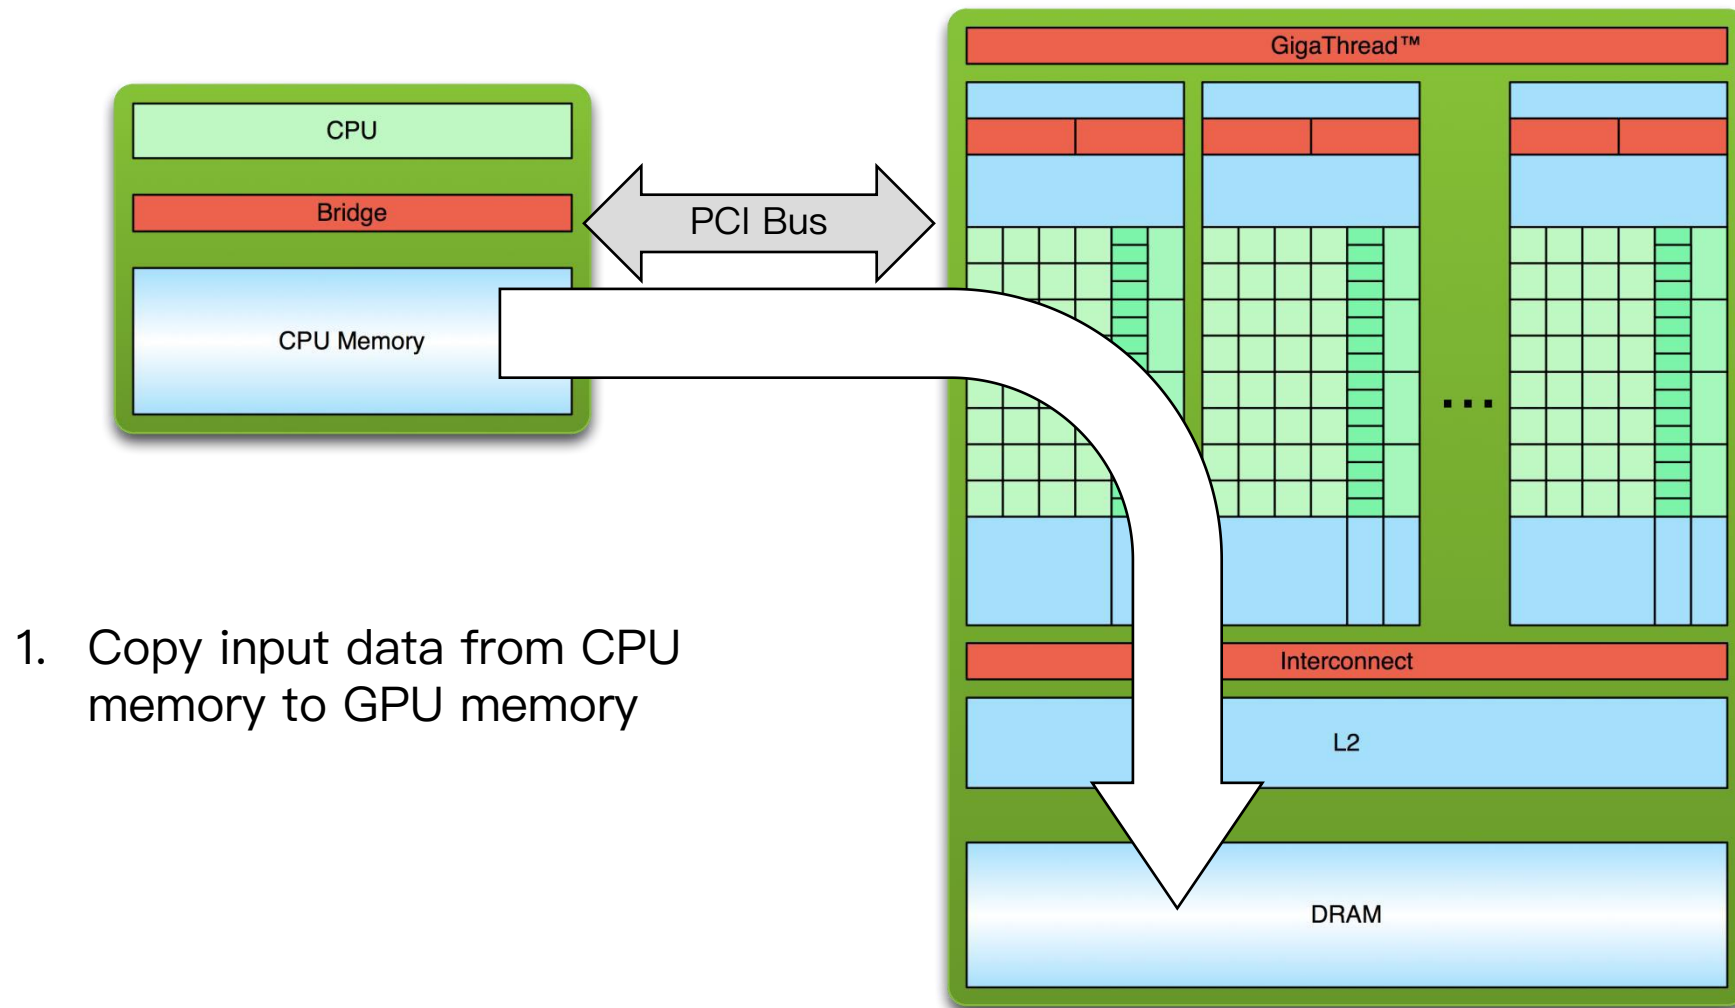 GigaThread™
CPU
Bridge
PCI Bus
CPU Memory
...
1. Copy input data from CPU
memory to GPU memory
Interconnect
L2
DRAM